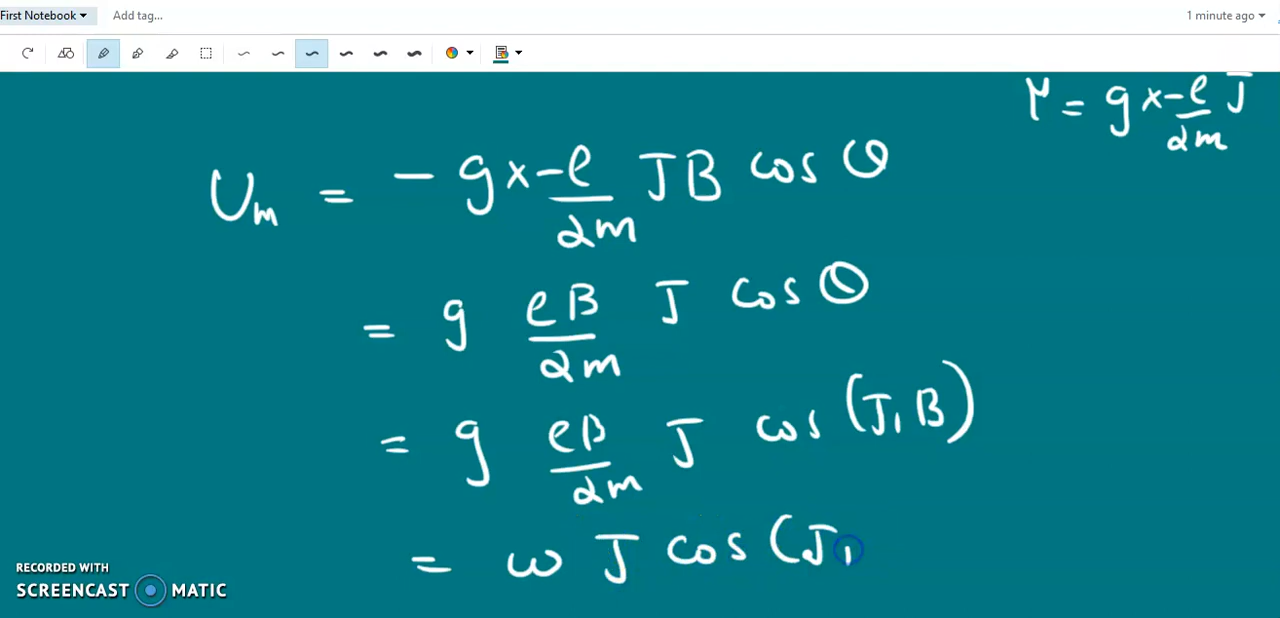 First Notebook Add tag... 1 minute ago
μ = g x -e/2m J
Um = - g x -e/2m JB cos θ
= g eB/2m J cos θ
= g eB/2m J cos (J, B)
= ω J cos (J,
RECORDED WITH
SCREENCAST MATIC